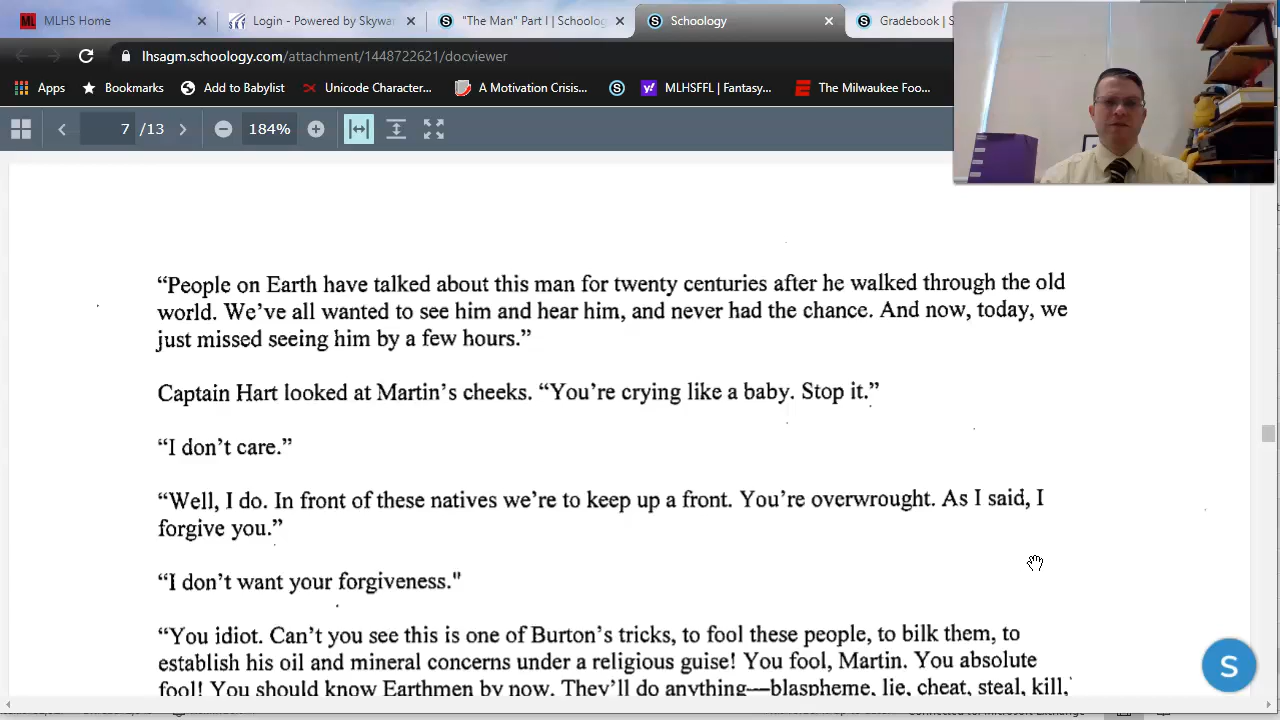 MLHS Home
Login - Powered by Skywar
"The Man" Part I | Schoolog
Schoology
Gradebook | S
lhsagm.schoology.com/attachment/1448722621/docviewer
Apps Bookmarks Add to Babylist Unicode Character... A Motivation Crisis... MLHSFFL | Fantasy... The Milwaukee Foo...
7 /13 184%
“People on Earth have talked about this man for twenty centuries after he walked through the old
world. We’ve all wanted to see him and hear him, and never had the chance. And now, today, we
just missed seeing him by a few hours.”
Captain Hart looked at Martin’s cheeks. “You’re crying like a baby. Stop it.”
“I don’t care.”
“Well, I do. In front of these natives we’re to keep up a front. You’re overwrought. As I said, I
forgive you.”
“I don’t want your forgiveness."
“You idiot. Can’t you see this is one of Burton’s tricks, to fool these people, to bilk them, to
establish his oil and mineral concerns under a religious guise! You fool, Martin. You absolute
fool! You should know Earthmen by now. They’ll do anything—blaspheme, lie, cheat, steal, kill,
S